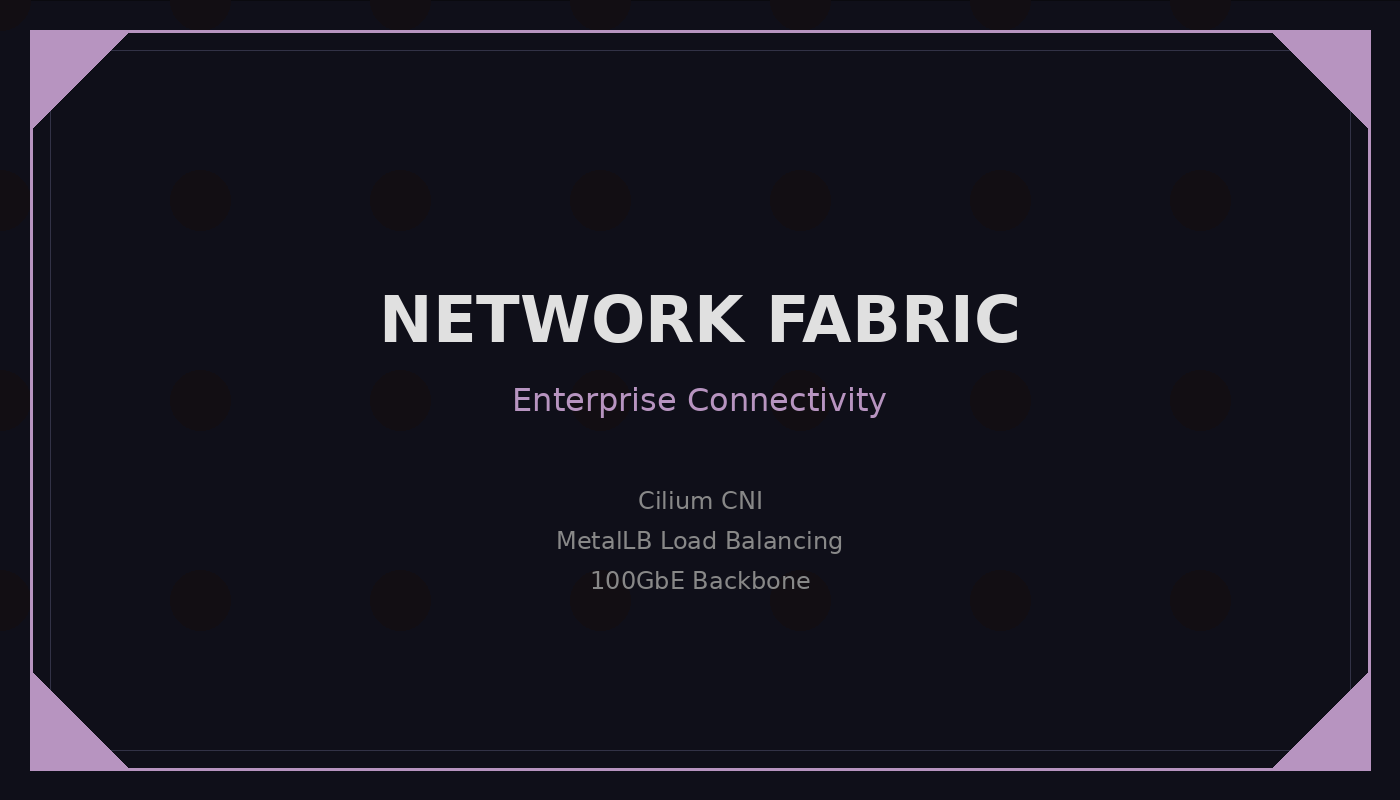 NETWORK FABRIC
Enterprise Connectivity
Cilium CNI
MetalLB Load Balancing
100GbE Backbone